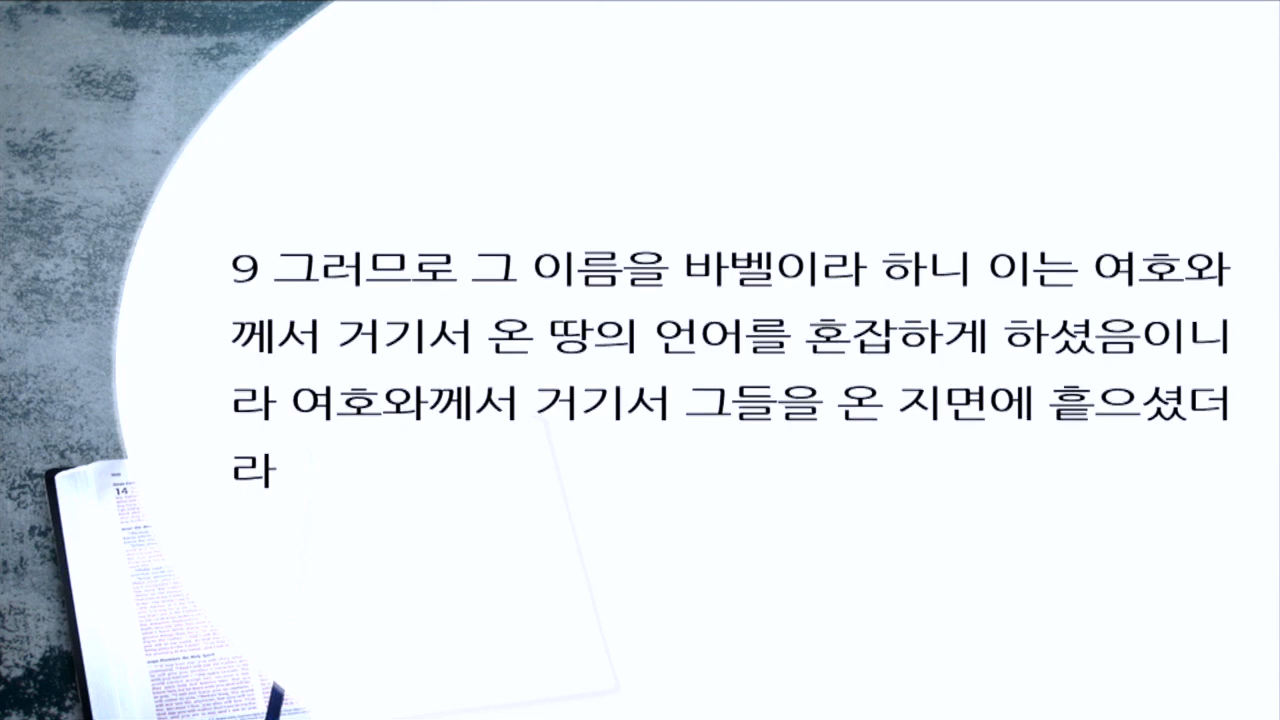 9 그러므로 그 이름을 바벨이라 하니 이는 여호와
께서 거기서 온 땅의 언어를 혼잡하게 하셨음이니
라 여호와께서 거기서 그들을 온 지면에 흩으셨더
라
14